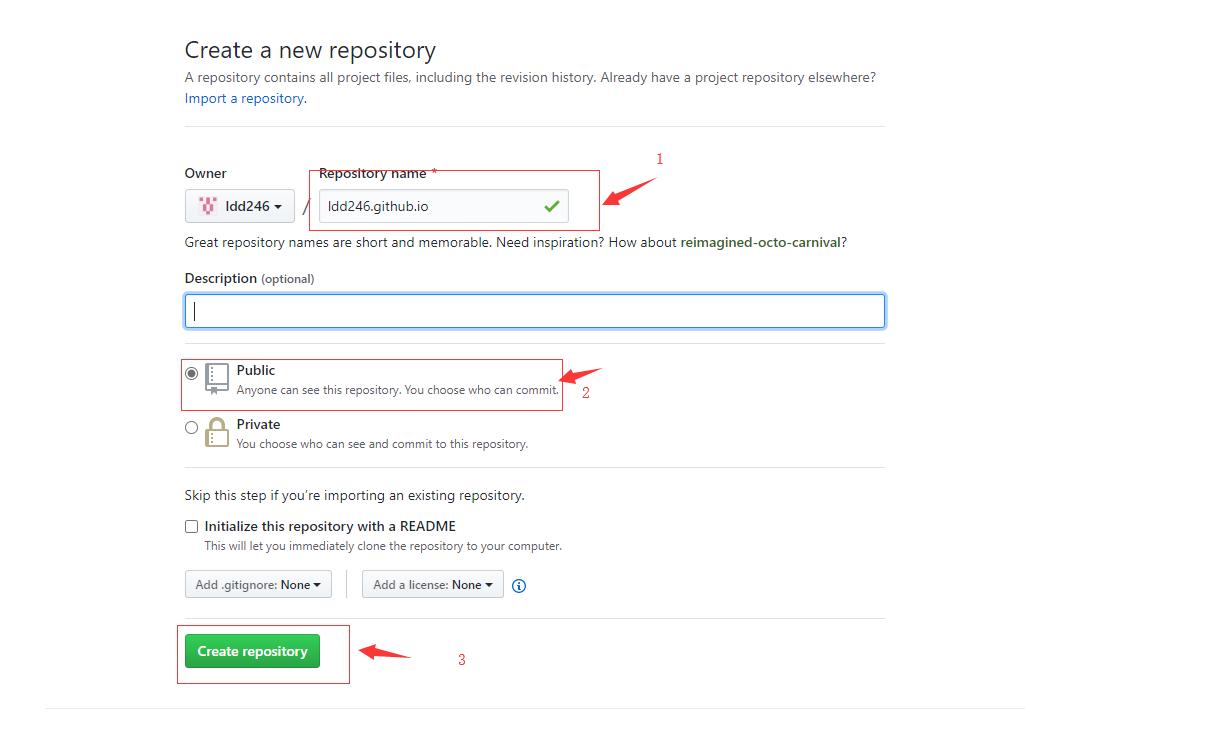 Create a new repository
A repository contains all project files, including the revision history. Already have a project repository elsewhere?
Import a repository.
1
Owner
Repository name *
ldd246
/
ldd246.github.io
Great repository names are short and memorable. Need inspiration? How about reimagined-octo-carnival?
Description (optional)
Public
Anyone can see this repository. You choose who can commit.
2
Private
You choose who can see and commit to this repository.
Skip this step if you're importing an existing repository.
Initialize this repository with a README
This will let you immediately clone the repository to your computer.
Add .gitignore: None
Add a license: None
Create repository
3